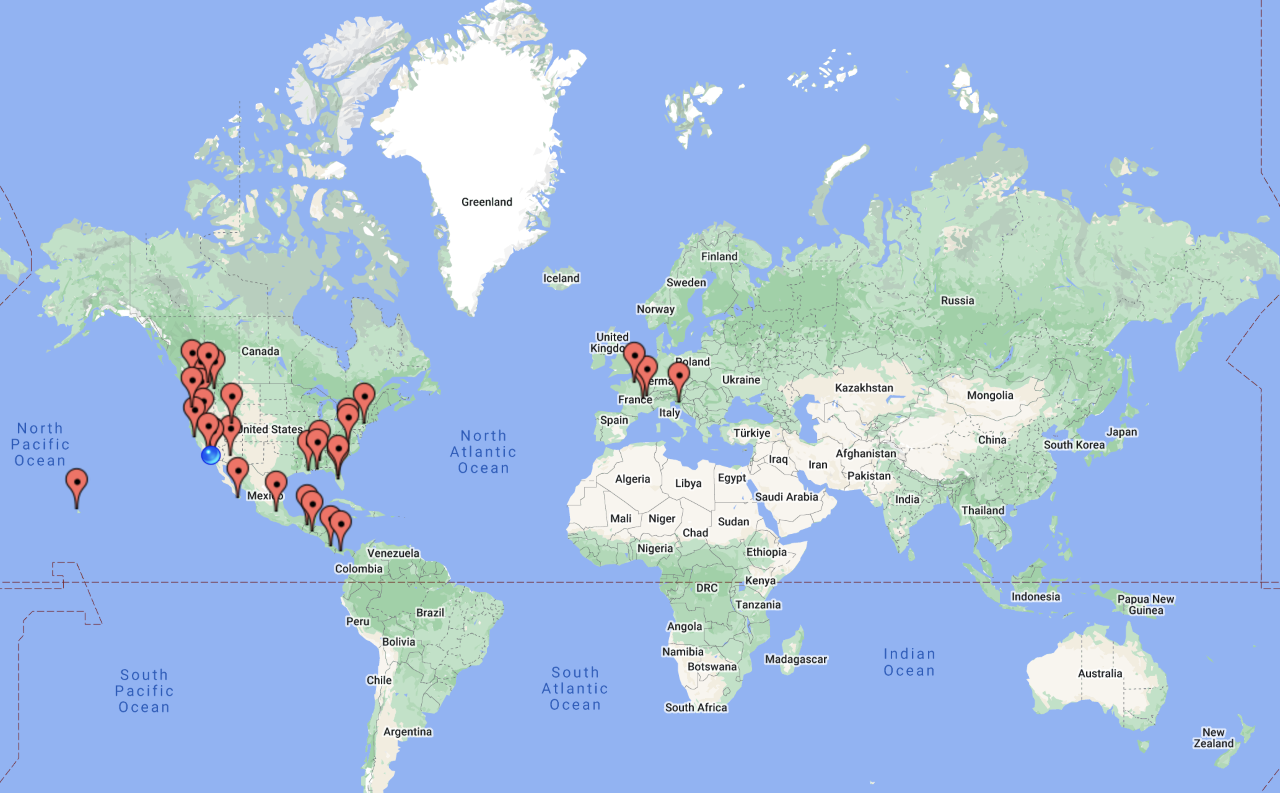 Greenland
Iceland
Finland
Sweden
Norway
Russia
United
Kingdo
Canada
Poland
Germa
Ukraine
Kazakhstan
Mongolia
France
Italy
Spain
Türkiye
United States
North
Pacific
Ocean
North
Atlantic
Ocean
China
South Korea
Japan
Iraq
Iran
Afghanistan
Pakistan
Algeria
Libya
Egypt
Saudi Arabia
India
Thailand
Mexi
Mali
Niger
Chad
Sudan
Nigeria
Ethiopia
Venezuela
Colombia
DRC
Kenya
Tanzania
Indonesia
Papua New
Guinea
Peru
Brazil
Bolivia
Angola
Namibia
Botswana
Madagascar
Indian
Ocean
South
Pacific
Ocean
South
Atlantic
Ocean
Chile
Australia
South Africa
Argentina
New
Zealand